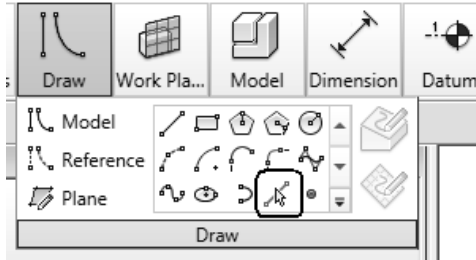 Draw Work Pla... Model Dimension Datum
Model
Reference
Plane
Draw